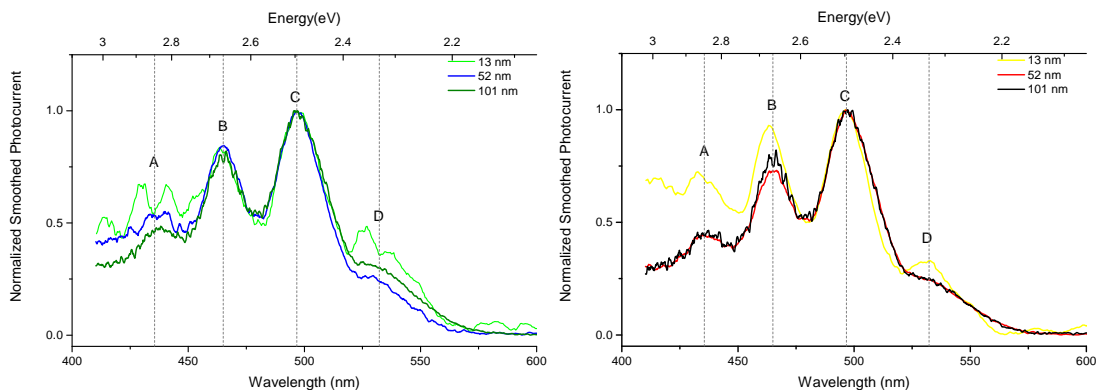 Energy(eV)
3 2.8 2.6 2.4 2.2
13 nm
52 nm
101 nm
Normalized Smoothed Photocurrent
1.0
0.5
0.0
A
B
C
D
400 450 500 550 600
Wavelength (nm)
Energy(eV)
3 2.8 2.6 2.4 2.2
13 nm
52 nm
101 nm
Normalized Smoothed Photocurrent
1.0
0.5
0.0
A
B
C
D
400 450 500 550 600
Wavelength (nm)